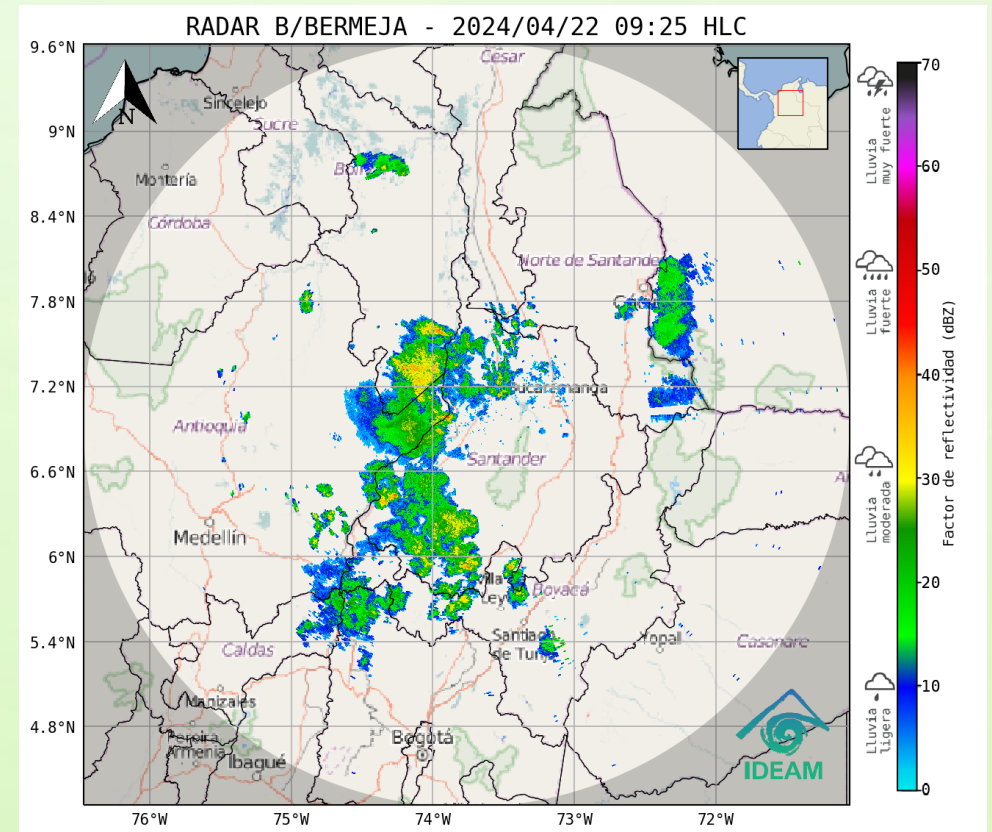 RADAR B/BERMEJA - 2024/04/22 09:25 HLC
9.6°N
9°N
8.4°N
7.8°N
7.2°N
6.6°N
6°N
5.4°N
4.8°N
76°W
75°W
74°W
73°W
72°W
N
Cesar
Sincelejo
Sucre
Montería
Córdoba
Norte de Santander
Bucaramanga
Antioquia
Santander
Medellín
Villa
Ley
Boyacá
Santiago
de Tunj
Yopal
Casanare
Caldas
Manizales
Pereira
Armenia
Ibagué
Bogotá
IDEAM
70
60
50
40
30
20
10
0
Lluvia
muy fuerte
Lluvia
fuerte
Lluvia
moderada
Lluvia
ligera
Factor de reflectividad (dBZ)